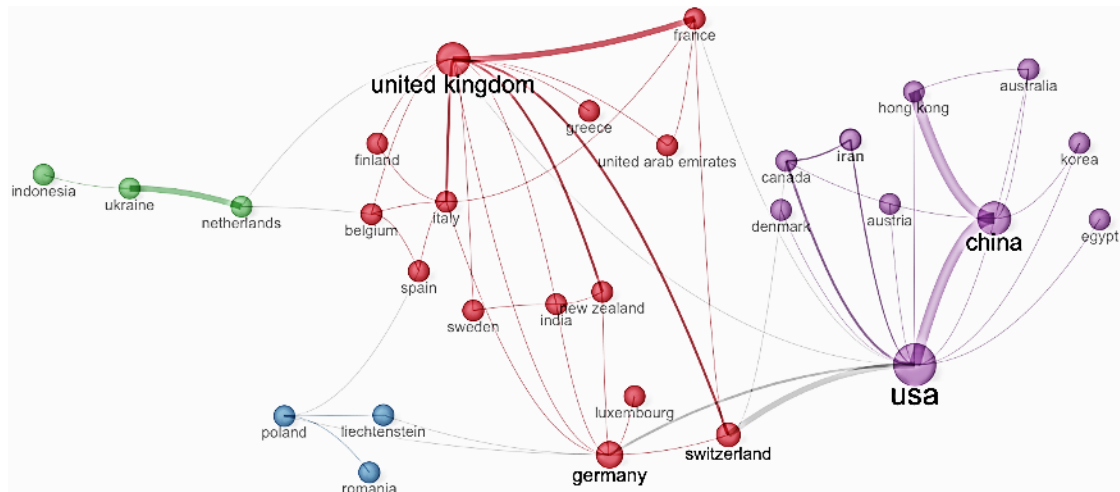 france
united kingdom
australia
hong kong
greece
finland
united arab emirates
iran
korea
canada
indonesia
ukraine
netherlands
belgium
italy
denmark
austria
china
egypt
spain
sweden
india
new zealand
usa
luxembourg
poland
liechtenstein
switzerland
germany
romania